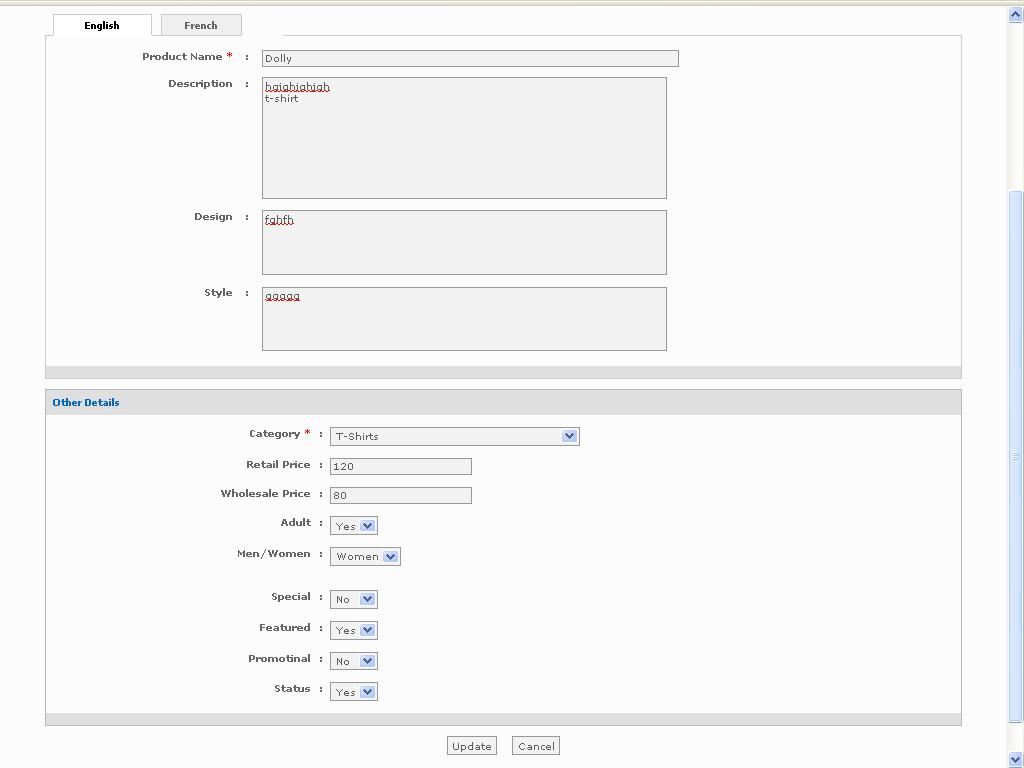 English French
Product Name * : Dolly
Description :
t-shirt
Design : fghfh
Style : ggggg
Other Details
Category * : T-Shirts
Retail Price : 120
Wholesale Price : 80
Adult : Yes
Men/Women : Women
Special : No
Featured : Yes
Promotinal : No
Status : Yes
Update Cancel